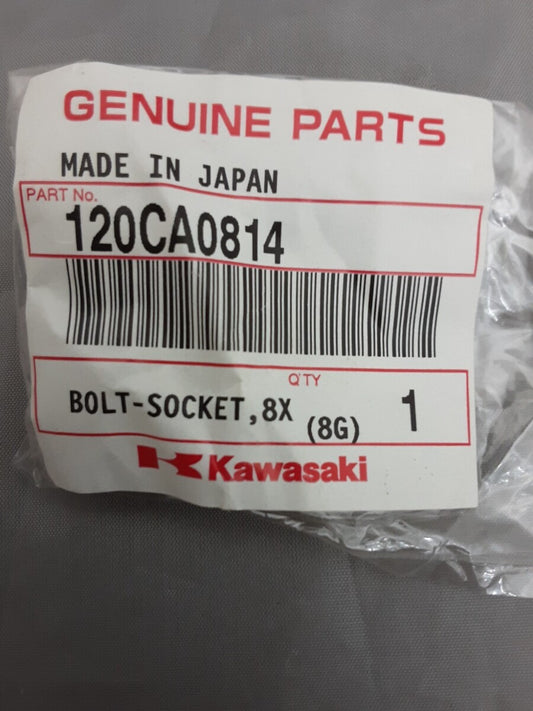 GENUINE PARTS
MADE IN JAPAN
PART No.
120CA0814
Q'TY
BOLT-SOCKET,8X (8G) 1
Kawasaki